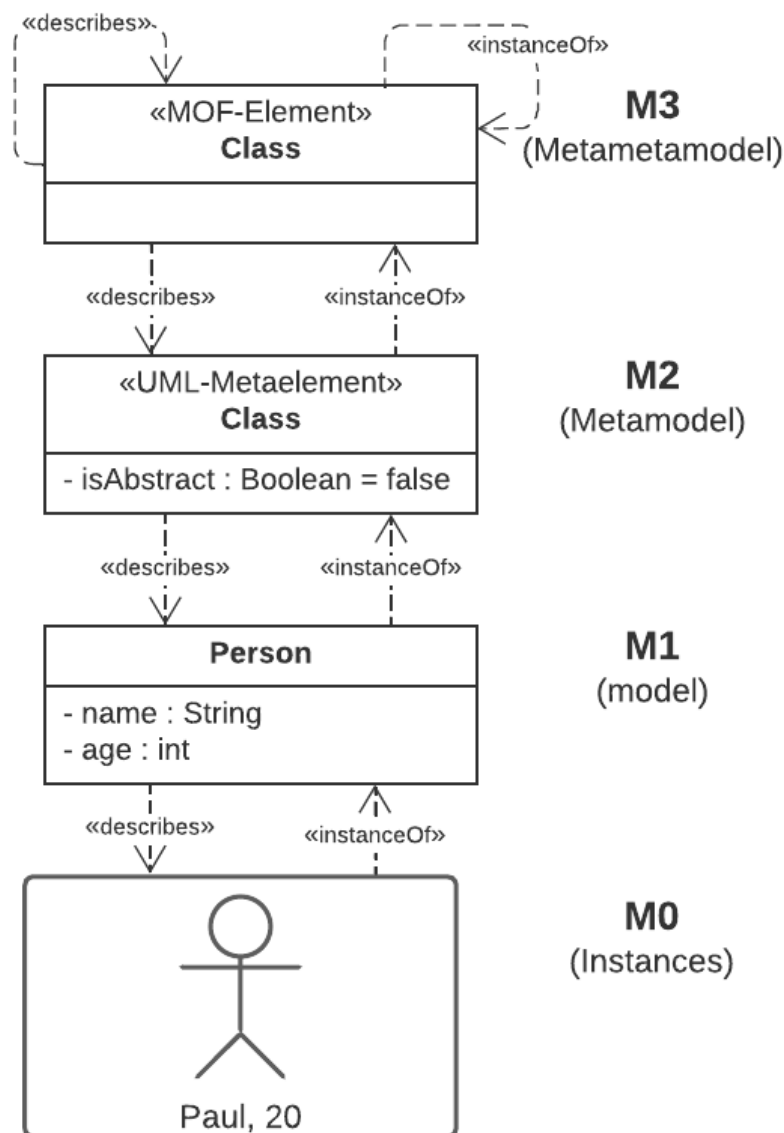 «describes»
«instanceOf»
«MOF-Element»
Class
M3
(Metametamodel)
«describes»
«instanceOf»
«UML-Metaelement»
Class
- isAbstract : Boolean = false
M2
(Metamodel)
«describes»
«instanceOf»
Person
- name : String
- age : int
M1
(model)
«describes»
«instanceOf»
M0
(Instances)
Paul, 20